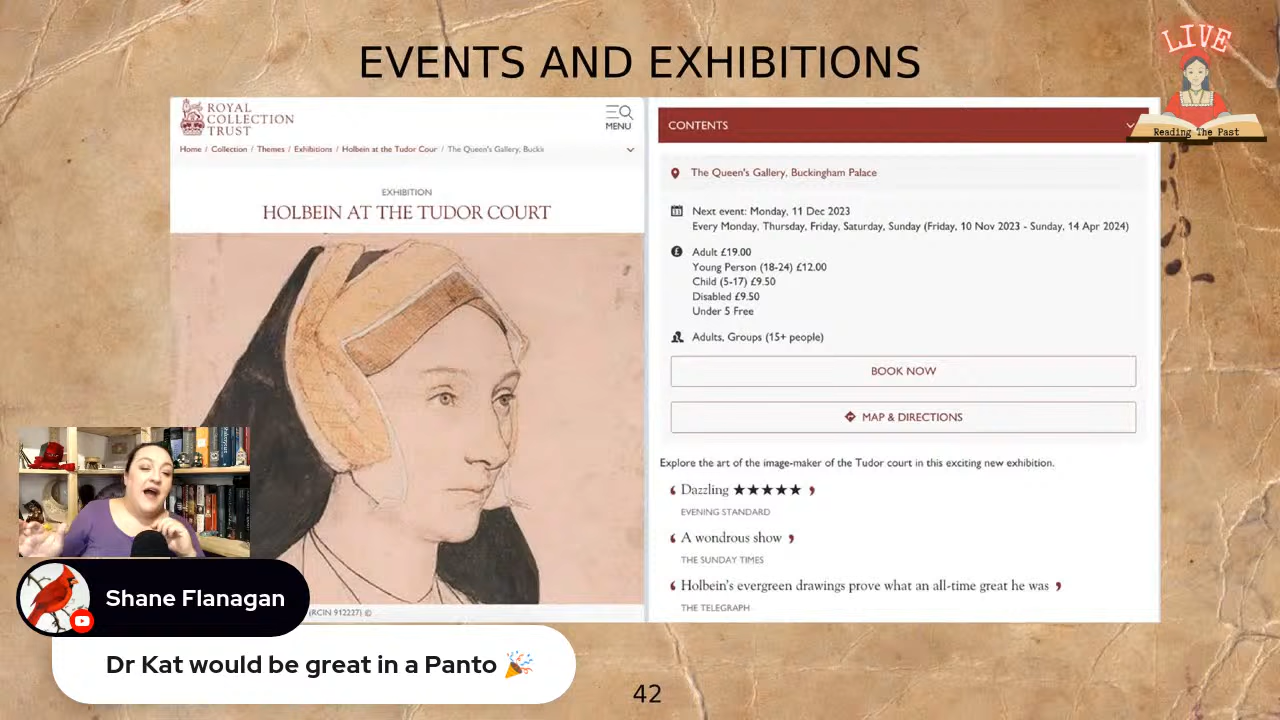 EVENTS AND EXHIBITIONS
LIVE
Reading The Past
ROYAL
COLLECTION
TRUST
MENU
Home / Collection / Themes / Exhibitions / Holbein at the Tudor Cour / The Queen's Gallery, Bucki
EXHIBITION
HOLBEIN AT THE TUDOR COURT
(RCIN 912227) ©
CONTENTS
The Queen's Gallery, Buckingham Palace
Next event: Monday, 11 Dec 2023
Every Monday, Thursday, Friday, Saturday, Sunday (Friday, 10 Nov 2023 - Sunday, 14 Apr 2024)
Adult £19.00
Young Person (18-24) £12.00
Child (5-17) £9.50
Disabled £9.50
Under 5 Free
Adults, Groups (15+ people)
BOOK NOW
MAP & DIRECTIONS
Explore the art of the image-maker of the Tudor court in this exciting new exhibition.
‘ Dazzling ★★★★★ ’
EVENING STANDARD
‘ A wondrous show ’
THE SUNDAY TIMES
‘ Holbein's evergreen drawings prove what an all-time great he was ’
THE TELEGRAPH
Shane Flanagan
Dr Kat would be great in a Panto 🎉
42